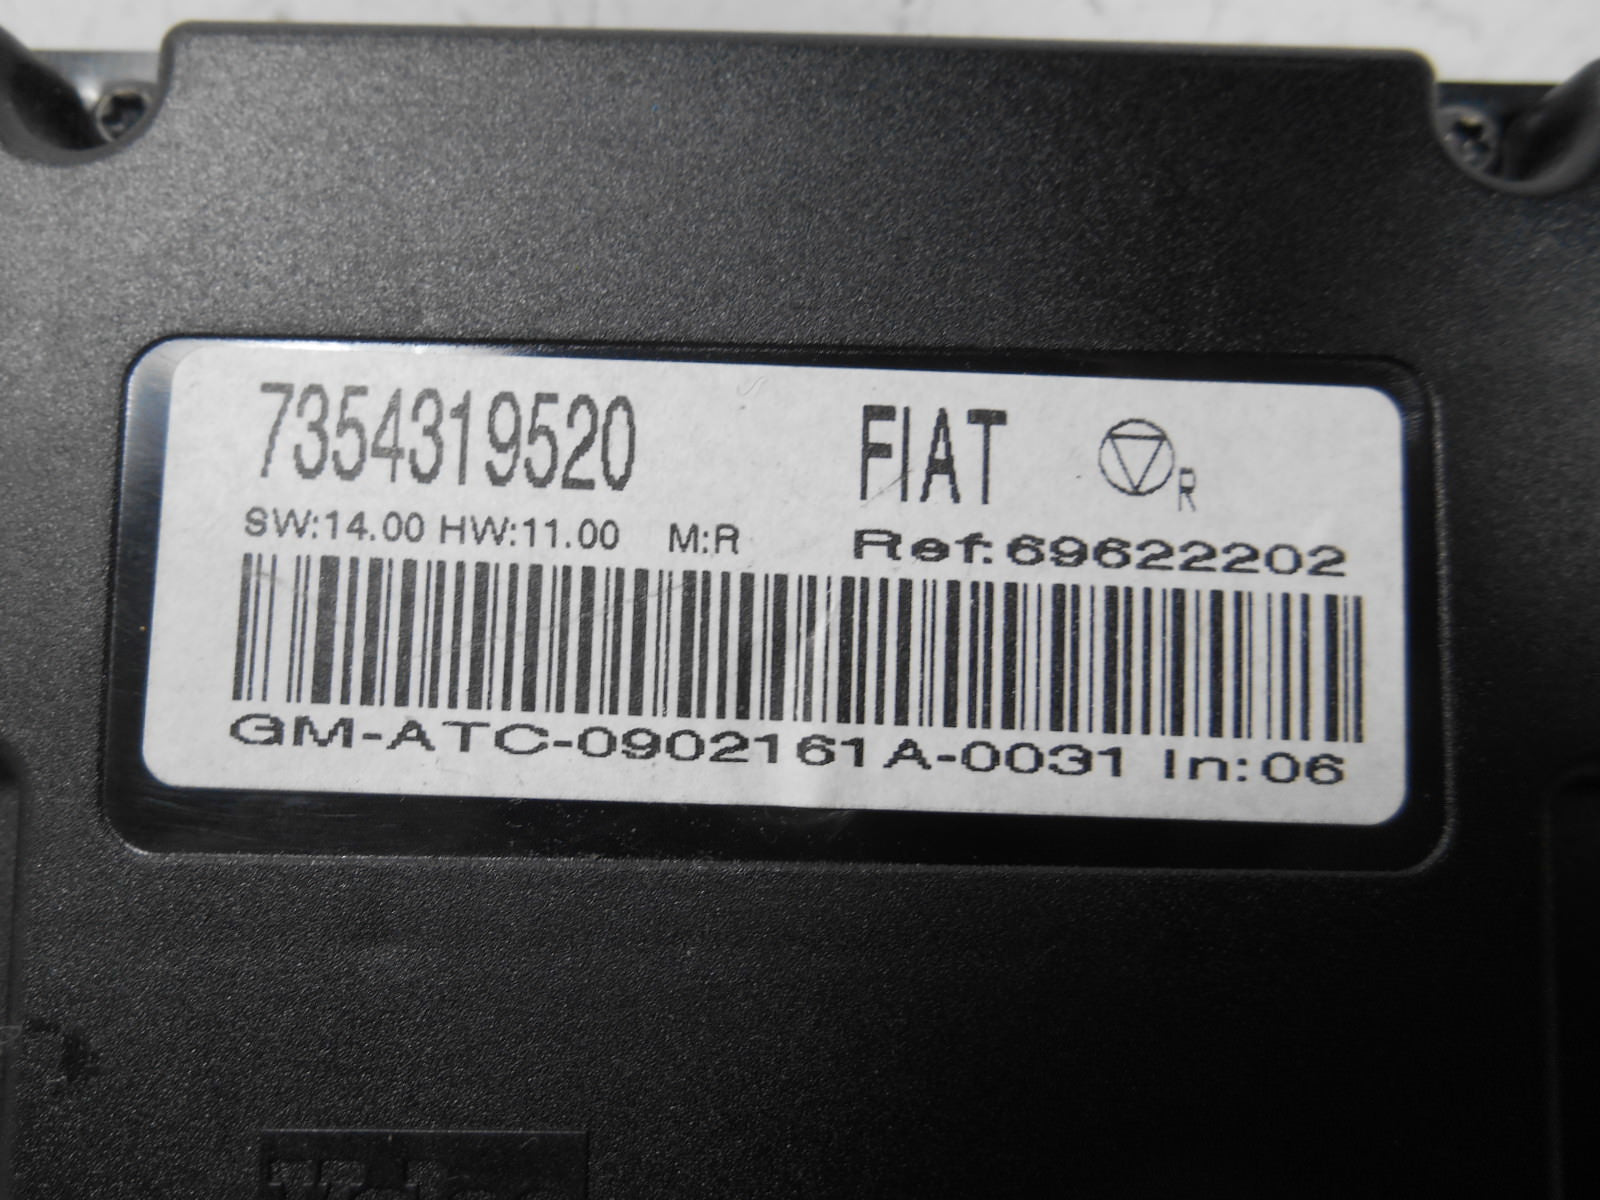 7354319520 FIAT R
SW:14.00 HW:11.00 M:R Ref:69622202
GM-ATC-0902161A-0031 In:06